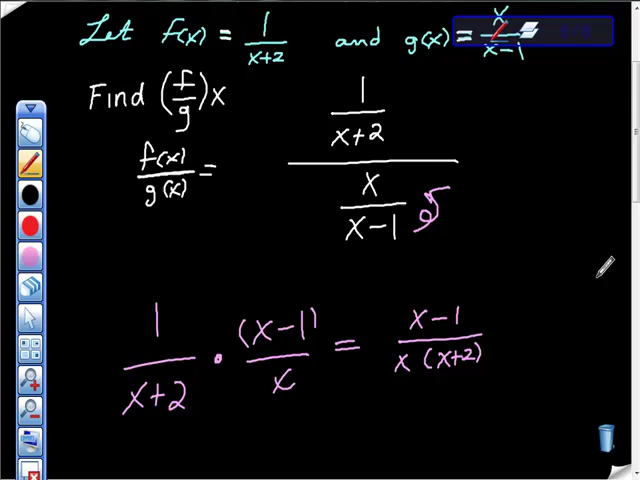 Let f(x) = 1/(x+2) and g(x) = x/(x-1)
Find (f/g)x
f(x)/g(x) = (1/(x+2))/(x/(x-1))
1/(x+2) · (x-1)/x = (x-1)/(x (x+2))